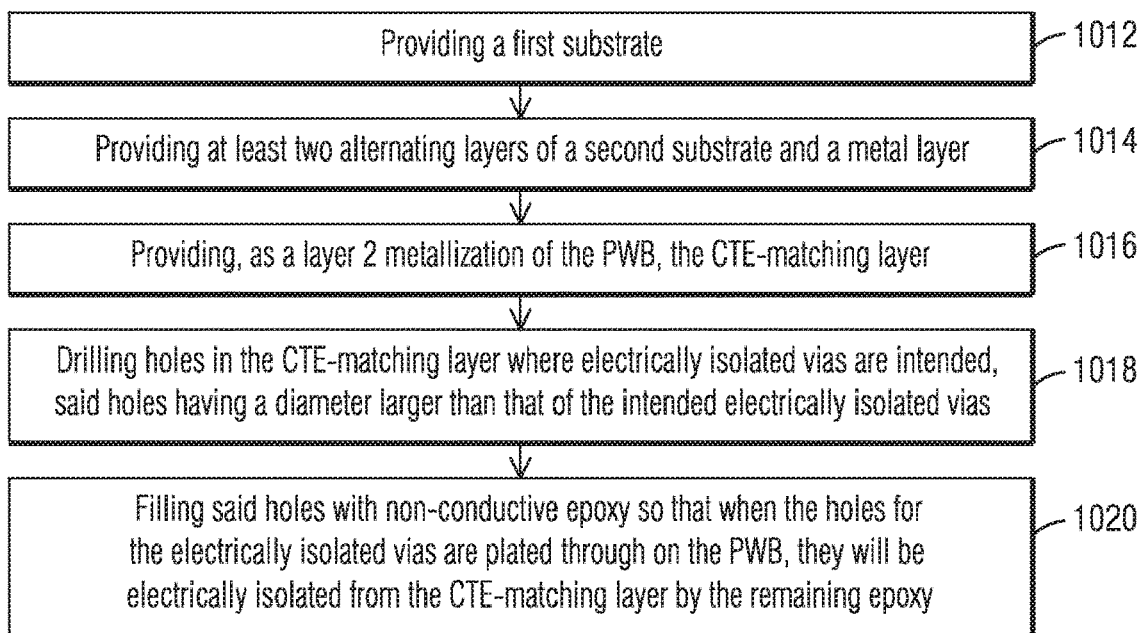 Providing a first substrate
1012
Providing at least two alternating layers of a second substrate and a metal layer
1014
Providing, as a layer 2 metallization of the PWB, the CTE-matching layer
1016
Drilling holes in the CTE-matching layer where electrically isolated vias are intended,
said holes having a diameter larger than that of the intended electrically isolated vias
1018
Filling said holes with non-conductive epoxy so that when the holes for
the electrically isolated vias are plated through on the PWB, they will be
electrically isolated from the CTE-matching layer by the remaining epoxy
1020